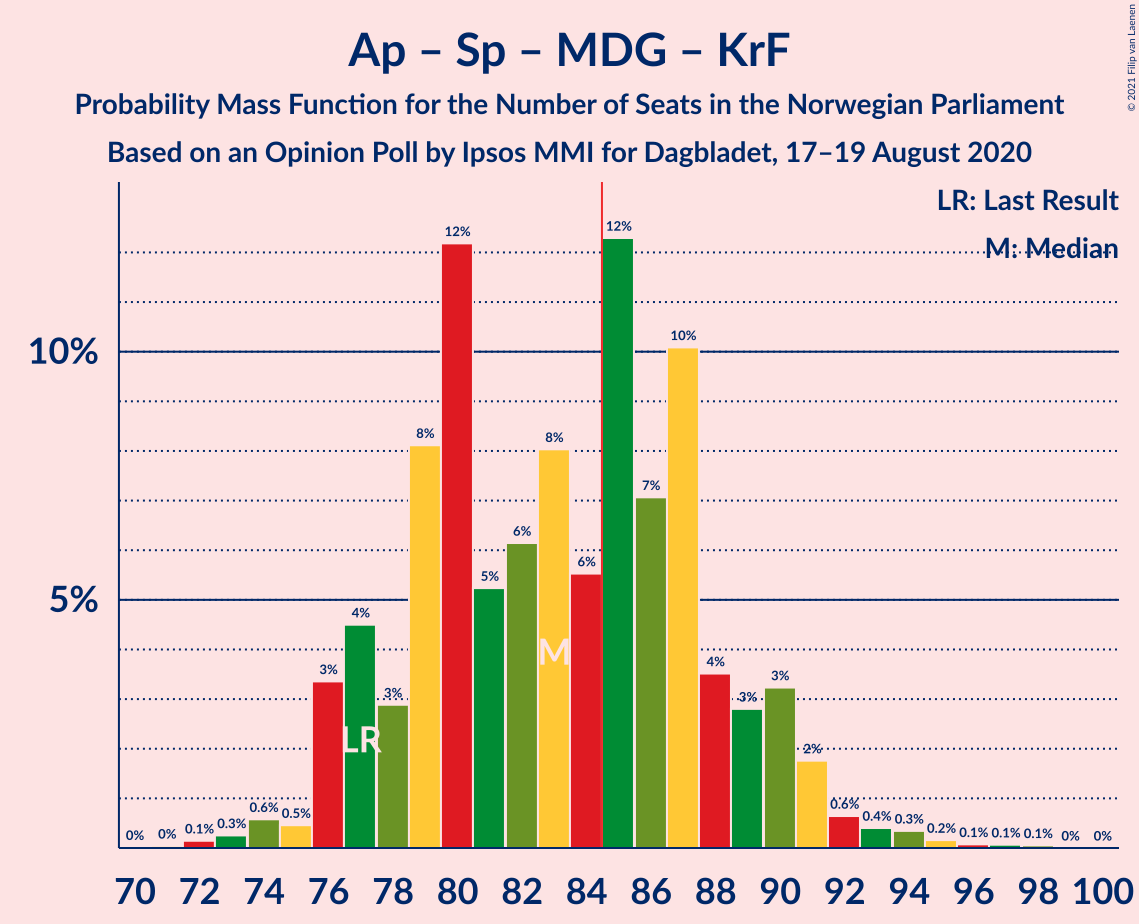 Ap – Sp – MDG – KrF
Probability Mass Function for the Number of Seats in the Norwegian Parliament
Based on an Opinion Poll by Ipsos MMI for Dagbladet, 17–19 August 2020
© 2021 Filip van Laenen
LR: Last Result
M: Median
10%
5%
0% 0% 0.1% 0.3% 0.6% 0.5% 3% 4% 3% 8% 12% 5% 6% 8% 6% 12% 7% 10% 4% 3% 3% 2% 0.6% 0.4% 0.3% 0.2% 0.1% 0.1% 0.1% 0% 0%
LR
M
70 72 74 76 78 80 82 84 86 88 90 92 94 96 98 100